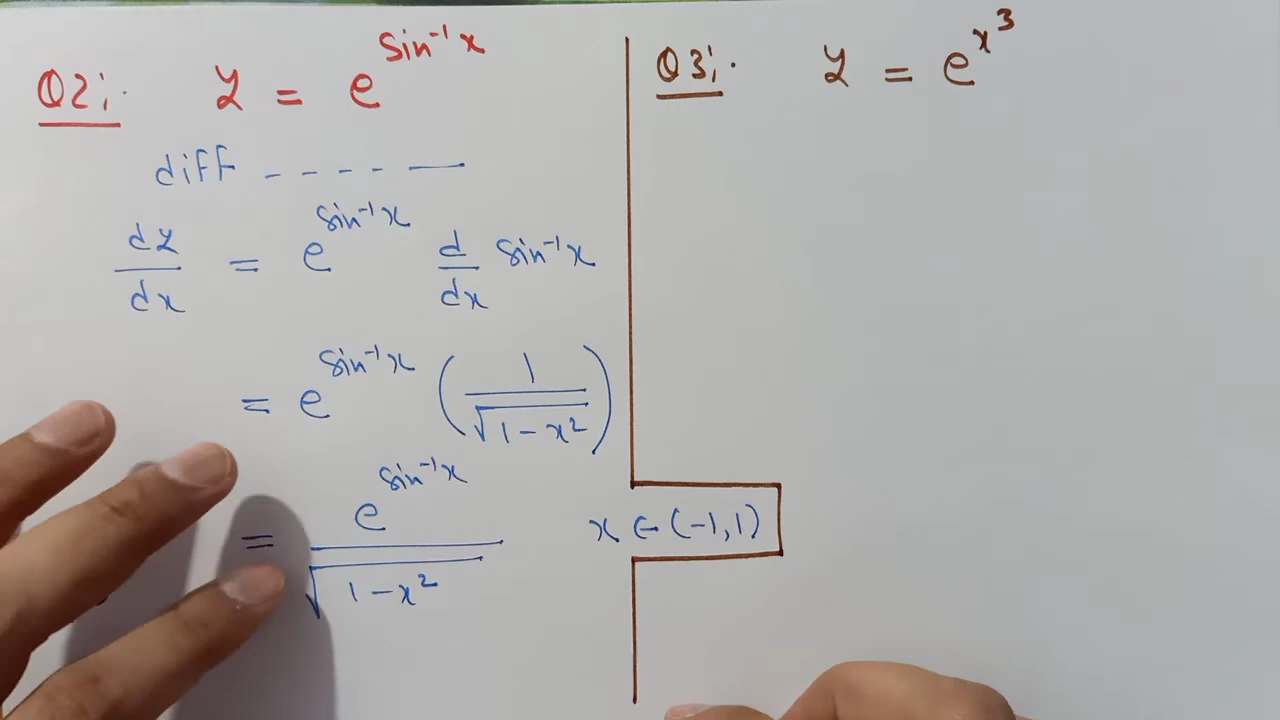 Q2:. y = e^{sin⁻¹x}
diff - - - - —
dy/dx = e^{sin⁻¹x} d/dx sin⁻¹x
= e^{sin⁻¹x} (1/√(1-x²))
= e^{sin⁻¹x}/√(1-x²) x ∈ (-1,1)
Q3:. y = e^{x³}